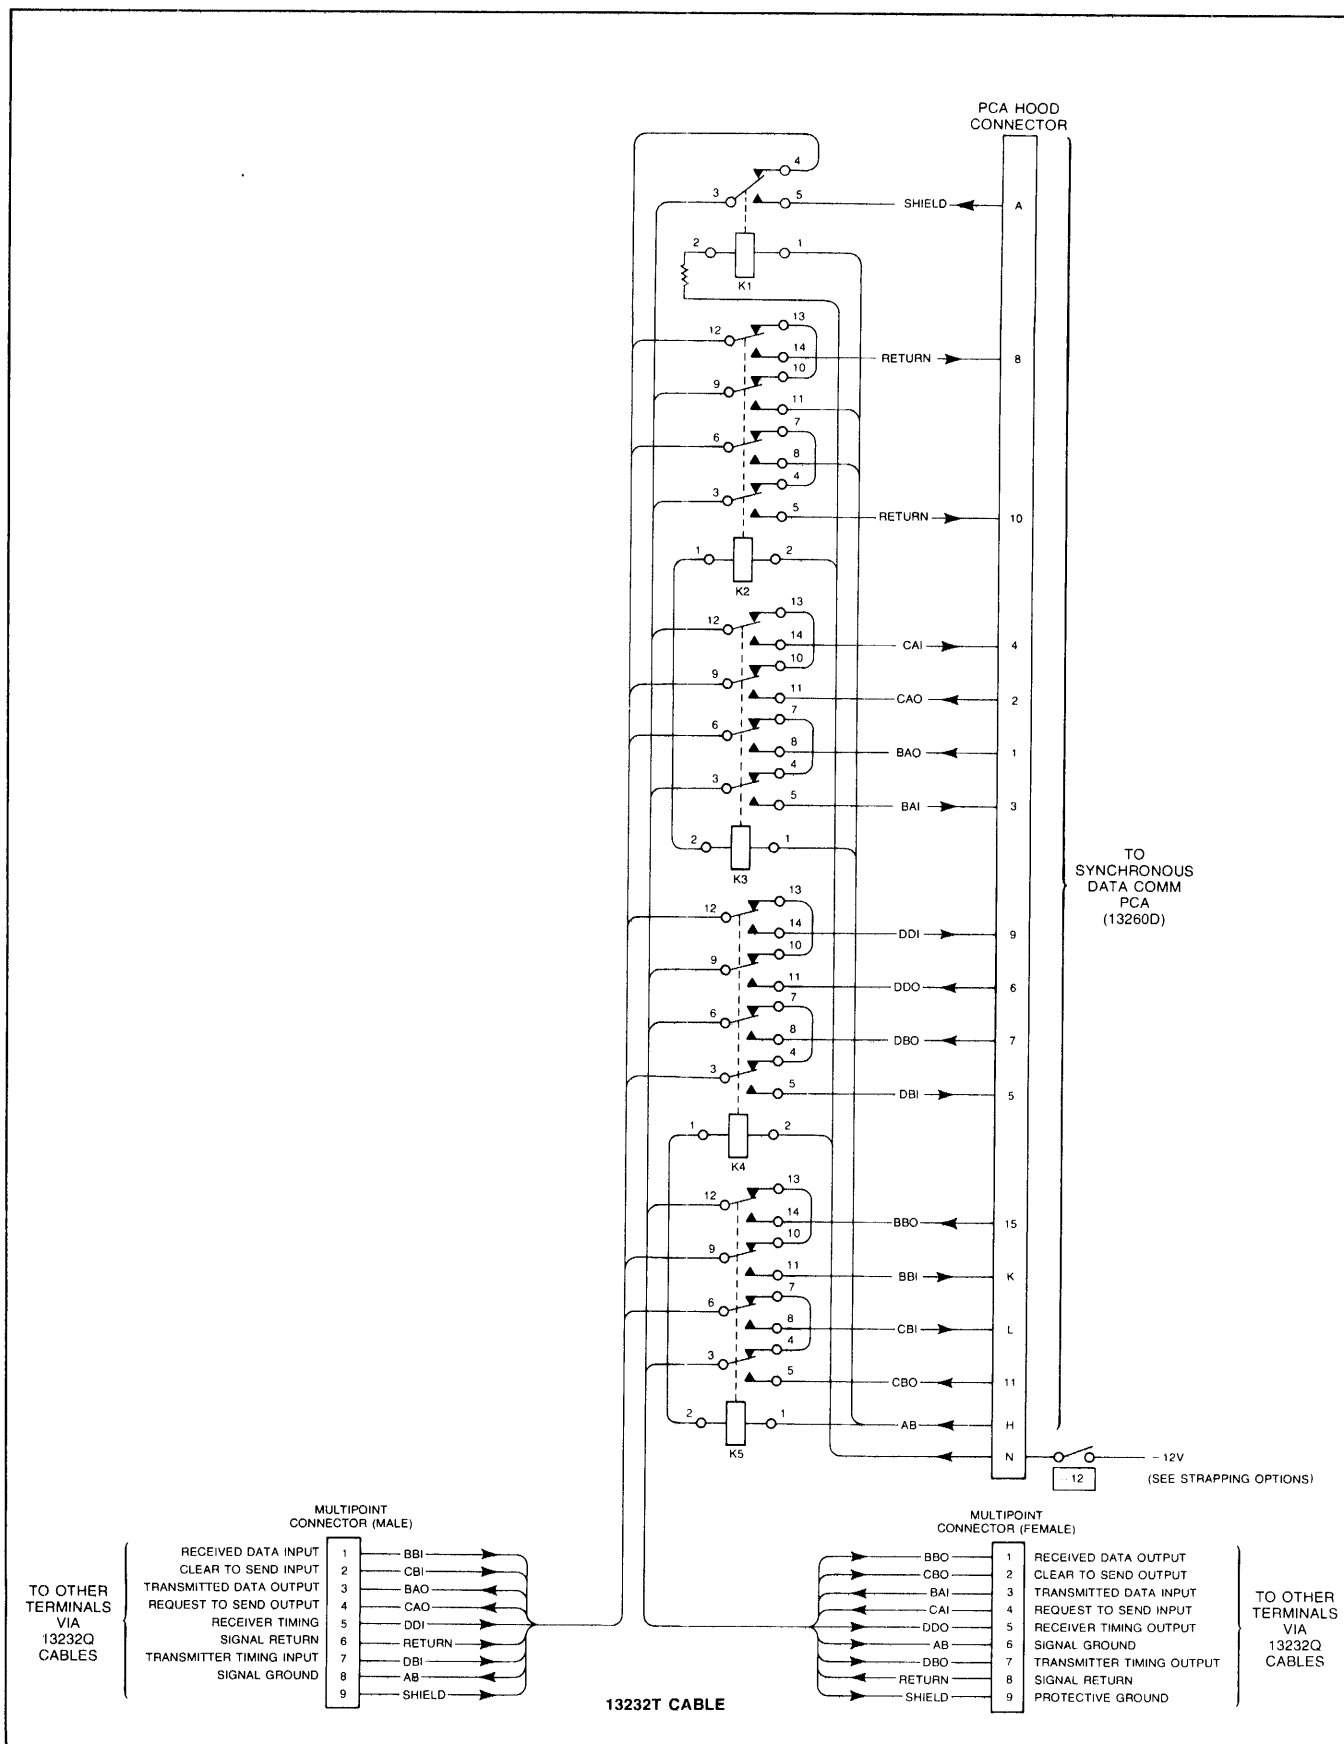 PCA HOOD
CONNECTOR
4
3
5
SHIELD
A
2
1
K1
13
12
14
RETURN
8
10
9
11
7
6
8
4
3
5
RETURN
10
1
2
K2
13
12
14
CAI
4
10
9
11
CAO
2
7
6
8
BAO
1
4
3
5
BAI
3
2
1
K3
TO
SYNCHRONOUS
DATA COMM
PCA
(13260D)
13
12
14
DDI
9
10
9
11
DDO
6
7
6
8
DBO
7
4
3
5
DBI
5
1
2
K4
13
12
14
BBO
15
10
9
11
BBI
K
7
6
8
CBI
L
4
3
5
CBO
11
2
1
AB
H
K5
N
-12V
-12
(SEE STRAPPING OPTIONS)
MULTIPOINT
CONNECTOR (MALE)
RECEIVED DATA INPUT 1 BBI
CLEAR TO SEND INPUT 2 CBI
TRANSMITTED DATA OUTPUT 3 BAO
REQUEST TO SEND OUTPUT 4 CAO
RECEIVER TIMING 5 DDI
SIGNAL RETURN 6 RETURN
TRANSMITTER TIMING INPUT 7 DBI
SIGNAL GROUND 8 AB
9 SHIELD
TO OTHER
TERMINALS
VIA
13232Q
CABLES
13232T CABLE
MULTIPOINT
CONNECTOR (FEMALE)
BBO 1 RECEIVED DATA OUTPUT
CBO 2 CLEAR TO SEND OUTPUT
BAI 3 TRANSMITTED DATA INPUT
CAI 4 REQUEST TO SEND INPUT
DDO 5 RECEIVER TIMING OUTPUT
AB 6 SIGNAL GROUND
DBO 7 TRANSMITTER TIMING OUTPUT
RETURN 8 SIGNAL RETURN
SHIELD 9 PROTECTIVE GROUND
TO OTHER
TERMINALS
VIA
13232Q
CABLES